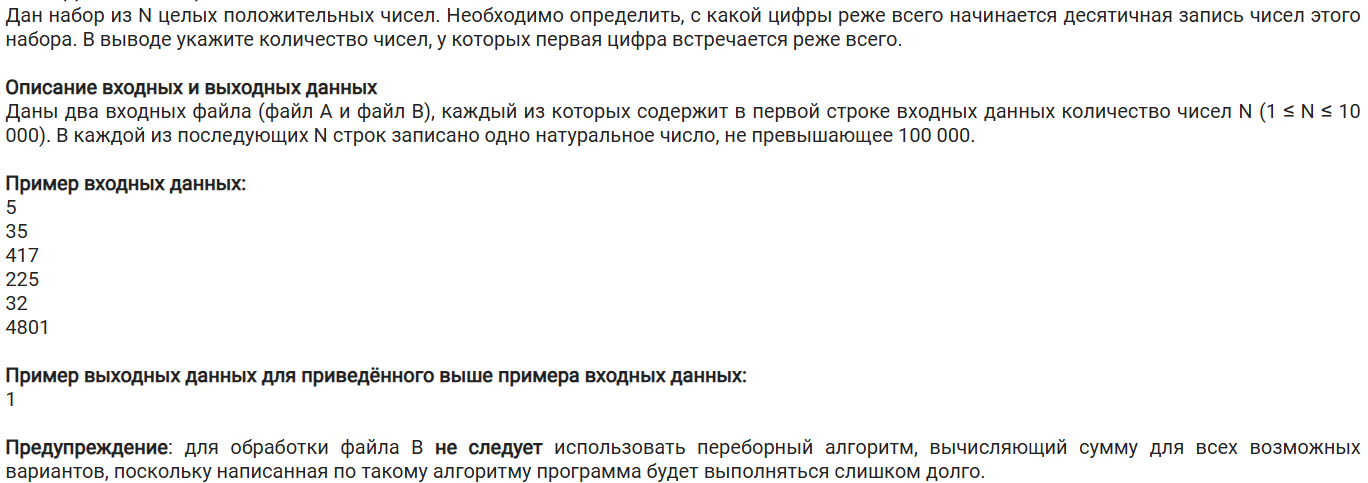 Дан набор из N целых положительных чисел. Необходимо определить, с какой цифры реже всего начинается десятичная запись чисел этого
набора. В выводе укажите количество чисел, у которых первая цифра встречается реже всего.
Описание входных и выходных данных
Даны два входных файла (файл A и файл B), каждый из которых содержит в первой строке входных данных количество чисел N (1 ≤ N ≤ 10
000). В каждой из последующих N строк записано одно натуральное число, не превышающее 100 000.
Пример входных данных:
5
35
417
225
32
4801
Пример выходных данных для приведённого выше примера входных данных:
1
Предупреждение: для обработки файла B не следует использовать переборный алгоритм, вычисляющий сумму для всех возможных
вариантов, поскольку написанная по такому алгоритму программа будет выполняться слишком долго.